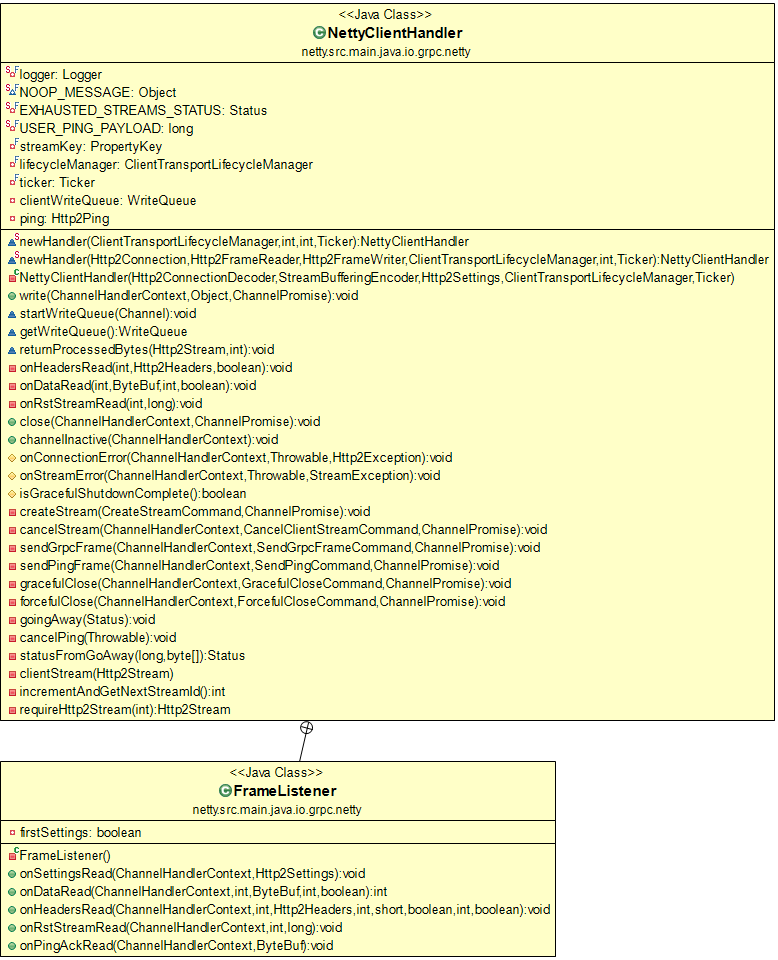 <<Java Class>>
NettyClientHandler
netty.src.main.java.io.grpc.netty
logger: Logger
NOOP_MESSAGE: Object
EXHAUSTED_STREAMS_STATUS: Status
USER_PING_PAYLOAD: long
streamKey: PropertyKey
lifecycleManager: ClientTransportLifecycleManager
ticker: Ticker
clientWriteQueue: WriteQueue
ping: Http2Ping
newHandler(ClientTransportLifecycleManager,int,int,Ticker):NettyClientHandler
newHandler(Http2Connection,Http2FrameReader,Http2FrameWriter,ClientTransportLifecycleManager,int,Ticker):NettyClientHandler
NettyClientHandler(Http2ConnectionDecoder,StreamBufferingEncoder,Http2Settings,ClientTransportLifecycleManager,Ticker)
write(ChannelHandlerContext,Object,ChannelPromise):void
startWriteQueue(Channel):void
getWriteQueue():WriteQueue
returnProcessedBytes(Http2Stream,int):void
onHeadersRead(int,Http2Headers,boolean):void
onDataRead(int,ByteBuf,int,boolean):void
onRstStreamRead(int,long):void
close(ChannelHandlerContext,ChannelPromise):void
channelInactive(ChannelHandlerContext):void
onConnectionError(ChannelHandlerContext,Throwable,Http2Exception):void
onStreamError(ChannelHandlerContext,Throwable,StreamException):void
isGracefulShutdownComplete():boolean
createStream(CreateStreamCommand,ChannelPromise):void
cancelStream(ChannelHandlerContext,CancelClientStreamCommand,ChannelPromise):void
sendGrpcFrame(ChannelHandlerContext,SendGrpcFrameCommand,ChannelPromise):void
sendPingFrame(ChannelHandlerContext,SendPingCommand,ChannelPromise):void
gracefulClose(ChannelHandlerContext,GracefulCloseCommand,ChannelPromise):void
forcefulClose(ChannelHandlerContext,ForcefulCloseCommand,ChannelPromise):void
goingAway(Status):void
cancelPing(Throwable):void
statusFromGoAway(long,byte[]):Status
clientStream(Http2Stream)
incrementAndGetNextStreamId():int
requireHttp2Stream(int):Http2Stream
<<Java Class>>
FrameListener
netty.src.main.java.io.grpc.netty
firstSettings: boolean
FrameListener()
onSettingsRead(ChannelHandlerContext,Http2Settings):void
onDataRead(ChannelHandlerContext,int,ByteBuf,int,boolean):int
onHeadersRead(ChannelHandlerContext,int,Http2Headers,int,short,boolean,int,boolean):void
onRstStreamRead(ChannelHandlerContext,int,long):void
onPingAckRead(ChannelHandlerContext,ByteBuf):void